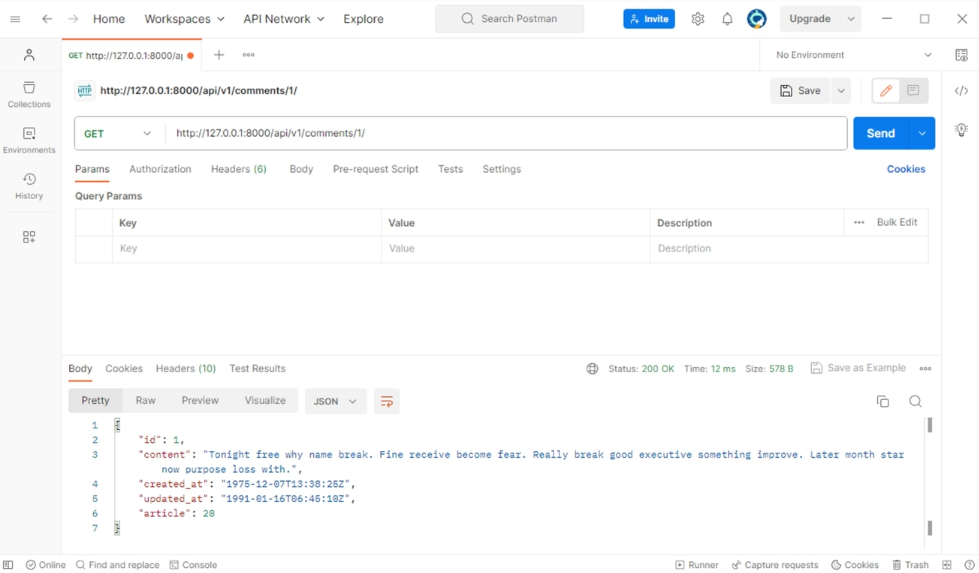 Home Workspaces API Network Explore Search Postman Invite Upgrade
GET http://127.0.0.1:8000/ap No Environment
Collections
Environments
History
HTTP http://127.0.0.1:8000/api/v1/comments/1/ Save
GET http://127.0.0.1:8000/api/v1/comments/1/ Send
Params Authorization Headers (6) Body Pre-request Script Tests Settings Cookies
Query Params
Key Value Description Bulk Edit
Key Value Description
Body Cookies Headers (10) Test Results Status: 200 OK Time: 12 ms Size: 578 B Save as Example
Pretty Raw Preview Visualize JSON
1 {
2 "id": 1,
3 "content": "Tonight free why name break. Fine receive become fear. Really break good executive something improve. Later month star
now purpose loss with.",
4 "created_at": "1975-12-07T13:38:25Z",
5 "updated_at": "1991-01-16T06:45:10Z",
6 "article": 20
7 }
Online Find and replace Console Runner Capture requests Cookies Trash